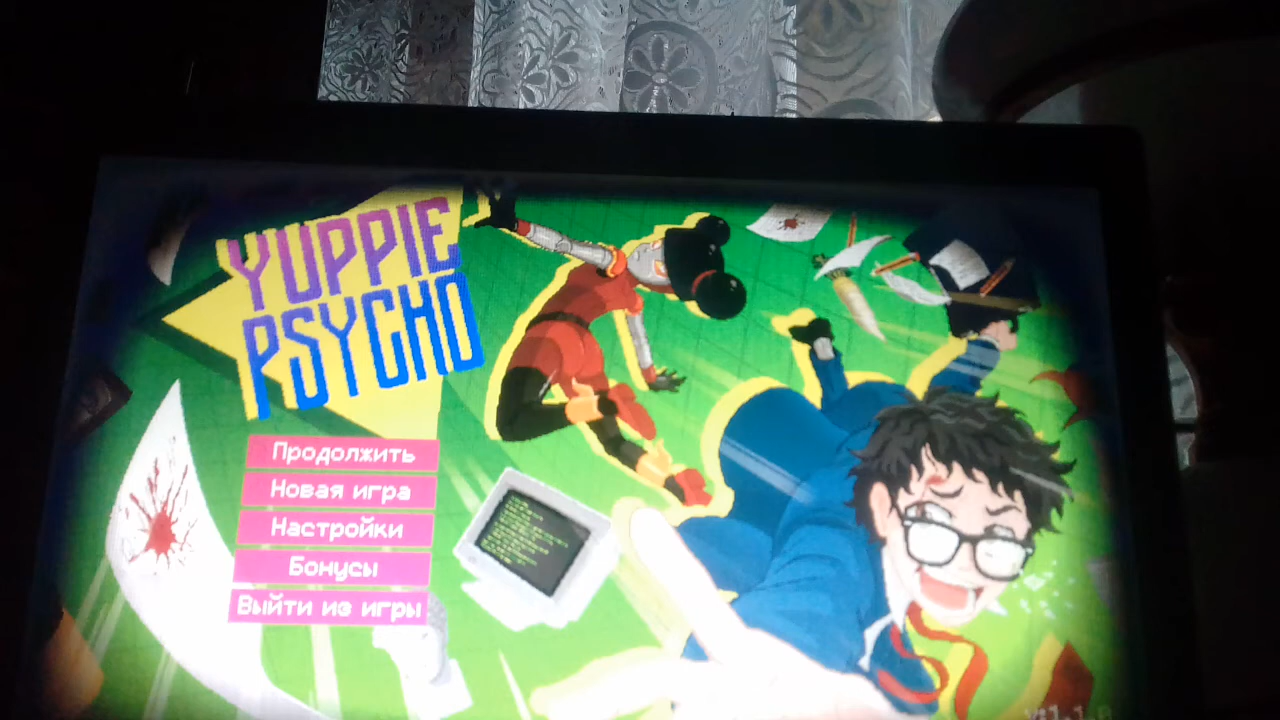 YUPPIE
PSYCHO
Продолжить
Новая игра
Настройки
Бонусы
Выйти из игры